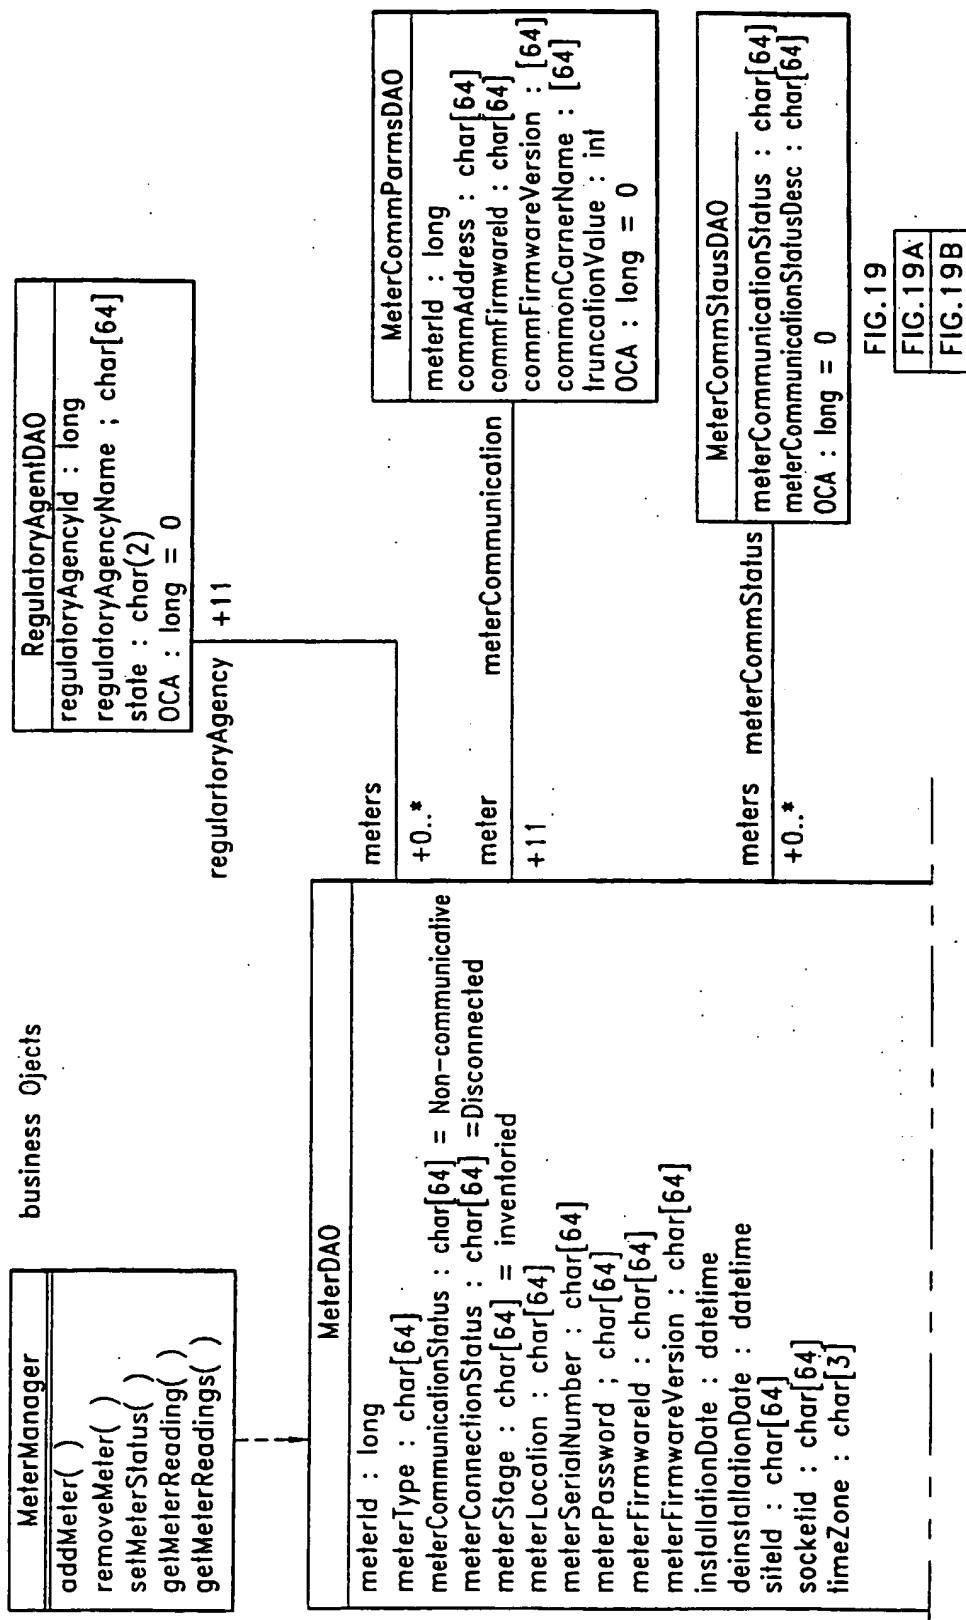 business Ojects
MeterManager
addMeter( )
removeMeter( )
setMeterStatus( )
getMeterReading( )
getMeterReadings( )
RegulatoryAgentDAO
regulatoryAgencyId : long
regulatoryAgencyName ; char[64]
state : char(2)
OCA : long = 0
regulartoryAgency +11
meters
+0..*
MeterDAO
meterId : long
meterType : char[64]
meterCommunicationStatus : char[64] = Non-communicative
meterConnectionStatus : char[64] =Disconnected
meterStage : char[64] = inventoried
meterLocation : char[64]
meterSerialNumber : char[64]
meterPassword ; char[64]
meterFirmwareId : char[64]
meterFirmwareVersion : char[64]
installationDate : datetime
deinstallationDate : datetime
siteId : char[64]
socketid : char[64]
timeZone : char[3]
meter
+11
meterCommunication
MeterCommParmsDAO
meterId : long
commAddress : char[64]
commFirmwareId : char[64]
commFirmwareVersion : [64]
commonCarnerName : [64]
truncationValue : int
OCA : long = 0
meters
+0..*
meterCommStatus
MeterCommStausDAO
meterCommunicationStatus : char[64]
meterCommunicationStatusDesc : char[64]
OCA : long = 0
FIG.19
FIG.19A
FIG.19B